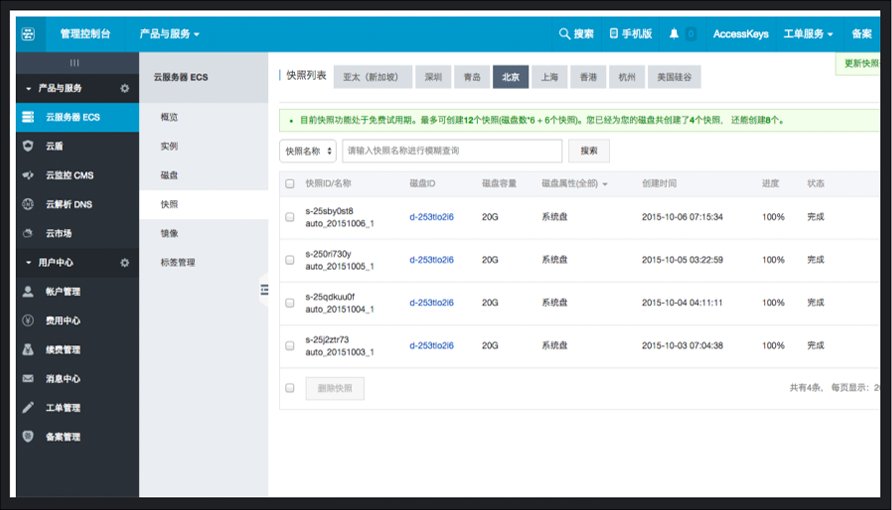 管理控制台 产品与服务 搜索 手机版 0 AccessKeys 工单服务 备案
产品与服务
云服务器 ECS
云盾
云监控 CMS
云解析 DNS
云市场
用户中心
帐户管理
费用中心
续费管理
消息中心
工单管理
备案管理
云服务器 ECS
概览
实例
磁盘
快照
镜像
标签管理
更新快照
快照列表 亚太（新加坡） 深圳 青岛 北京 上海 香港 杭州 美国硅谷
目前快照功能处于免费试用期。最多可创建12个快照(磁盘数*6 + 6个快照)。您已经为您的磁盘共创建了4个快照， 还能创建8个。
快照名称 请输入快照名称进行模糊查询 搜索
快照ID/名称 磁盘ID 磁盘容量 磁盘属性(全部) 创建时间 进度 状态
s-25sby0st8
auto_20151006_1 d-253tlo2i6 20G 系统盘 2015-10-06 07:15:34 100% 完成
s-250ri730y
auto_20151005_1 d-253tlo2i6 20G 系统盘 2015-10-05 03:22:59 100% 完成
s-25qdkuu0f
auto_20151004_1 d-253tlo2i6 20G 系统盘 2015-10-04 04:11:11 100% 完成
s-25j2ztr73
auto_20151003_1 d-253tlo2i6 20G 系统盘 2015-10-03 07:04:38 100% 完成
删除快照 共有4条， 每页显示：